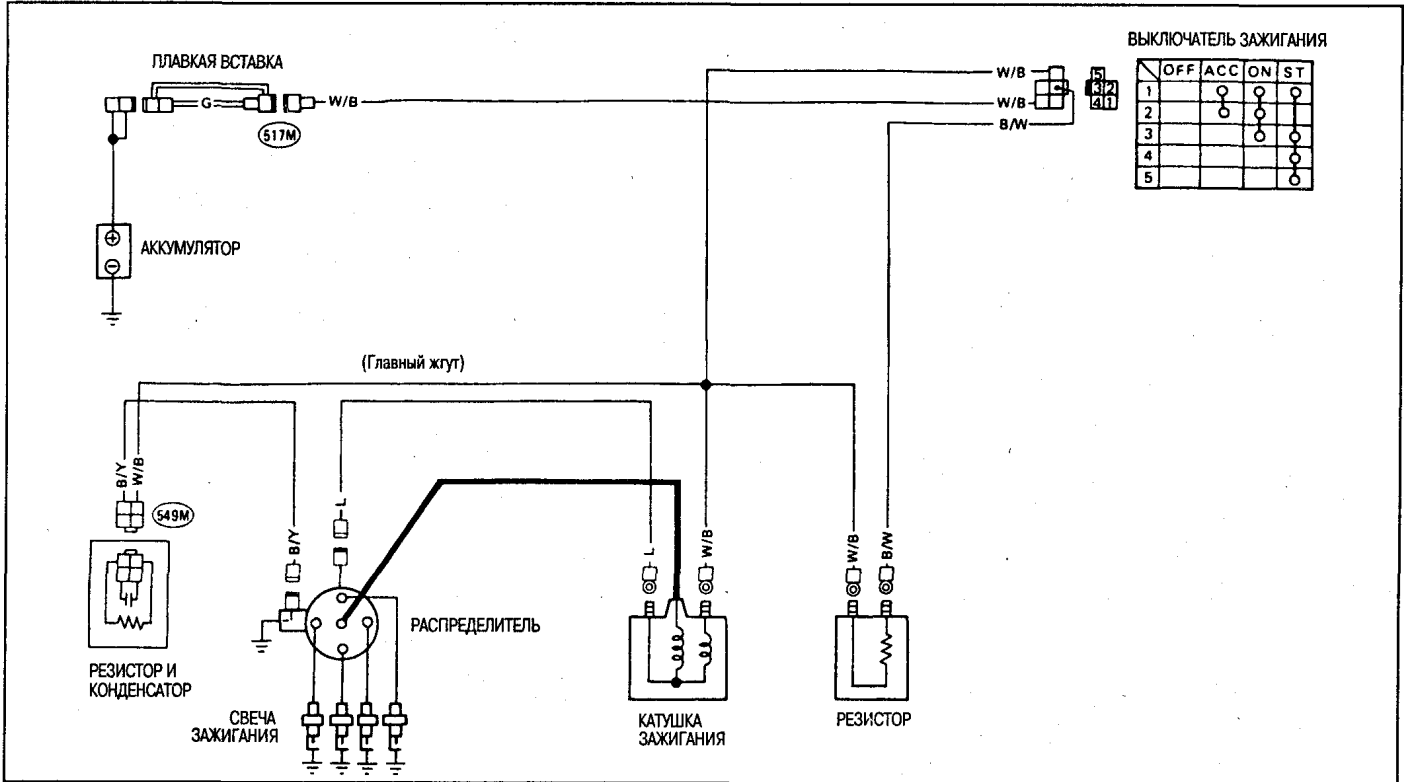 ВЫКЛЮЧАТЕЛЬ ЗАЖИГАНИЯ
OFF ACC ON ST
1
2
3
4
5
ПЛАВКАЯ ВСТАВКА
G
517M
W/B
W/B
W/B
B/W
5
3 2
4 1
АККУМУЛЯТОР
(Главный жгут)
B/Y
W/B
549M
B/Y
L
L
W/B
W/B
B/W
РАСПРЕДЕЛИТЕЛЬ
РЕЗИСТОР И
КОНДЕНСАТОР
СВЕЧА
ЗАЖИГАНИЯ
КАТУШКА
ЗАЖИГАНИЯ
РЕЗИСТОР